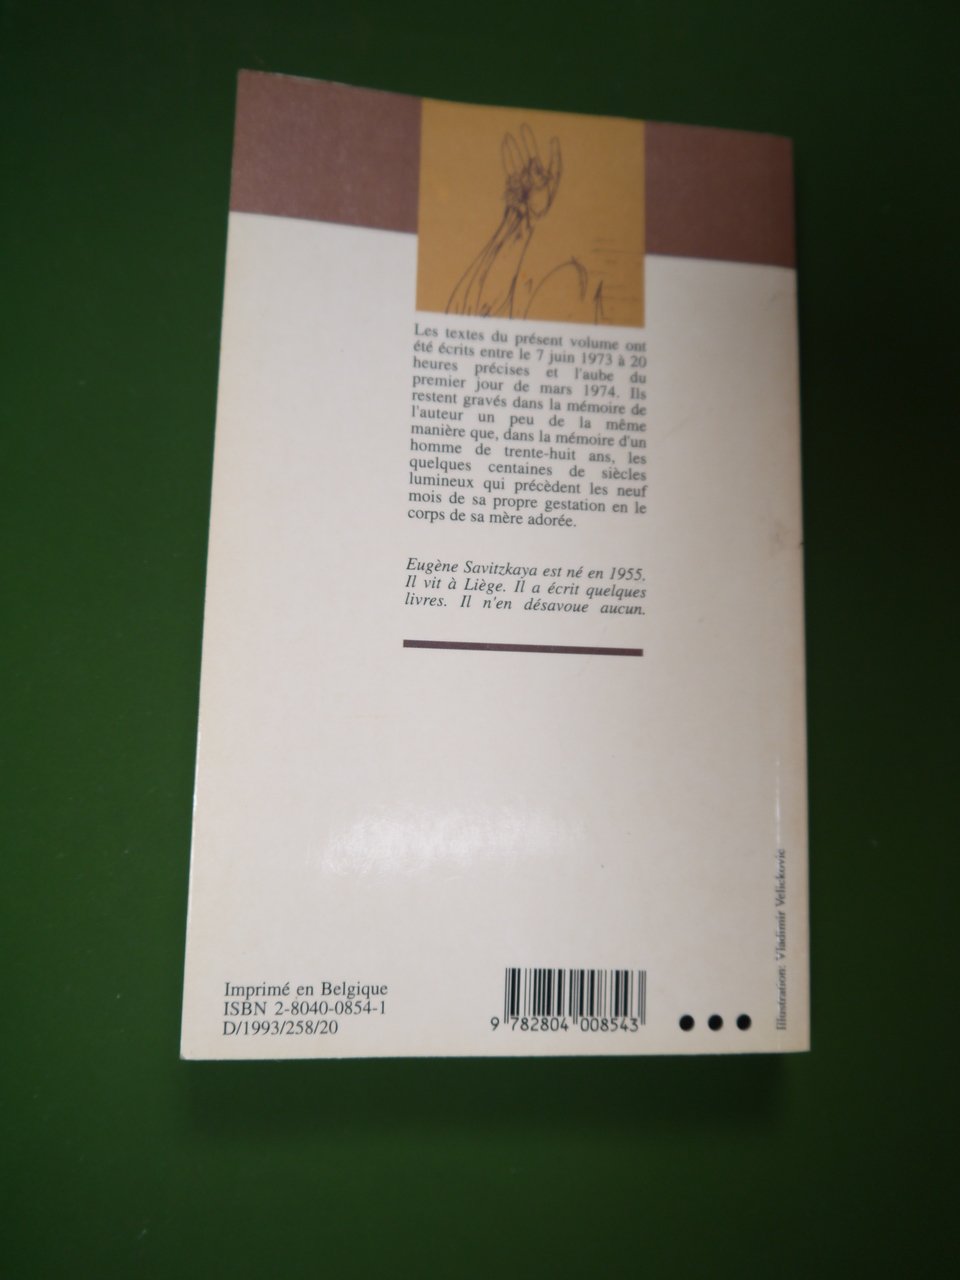 Les textes du présent volume ont
été écrits entre le 7 juin 1973 à 20
heures précises et l'aube du
premier jour de mars 1974. Ils
restent gravés dans la mémoire de
l'auteur un peu de la même
manière que, dans la mémoire d'un
homme de trente-huit ans, les
quelques centaines de siècles
lumineux qui précèdent les neuf
mois de sa propre gestation en le
corps de sa mère adorée.
Eugène Savitzkaya est né en 1955.
Il vit à Liège. Il a écrit quelques
livres. Il n'en désavoue aucun.
Imprimé en Belgique
ISBN 2-8040-0854-1
D/1993/258/20
9 782804 008543
Illustration: Vladimir Velickovic